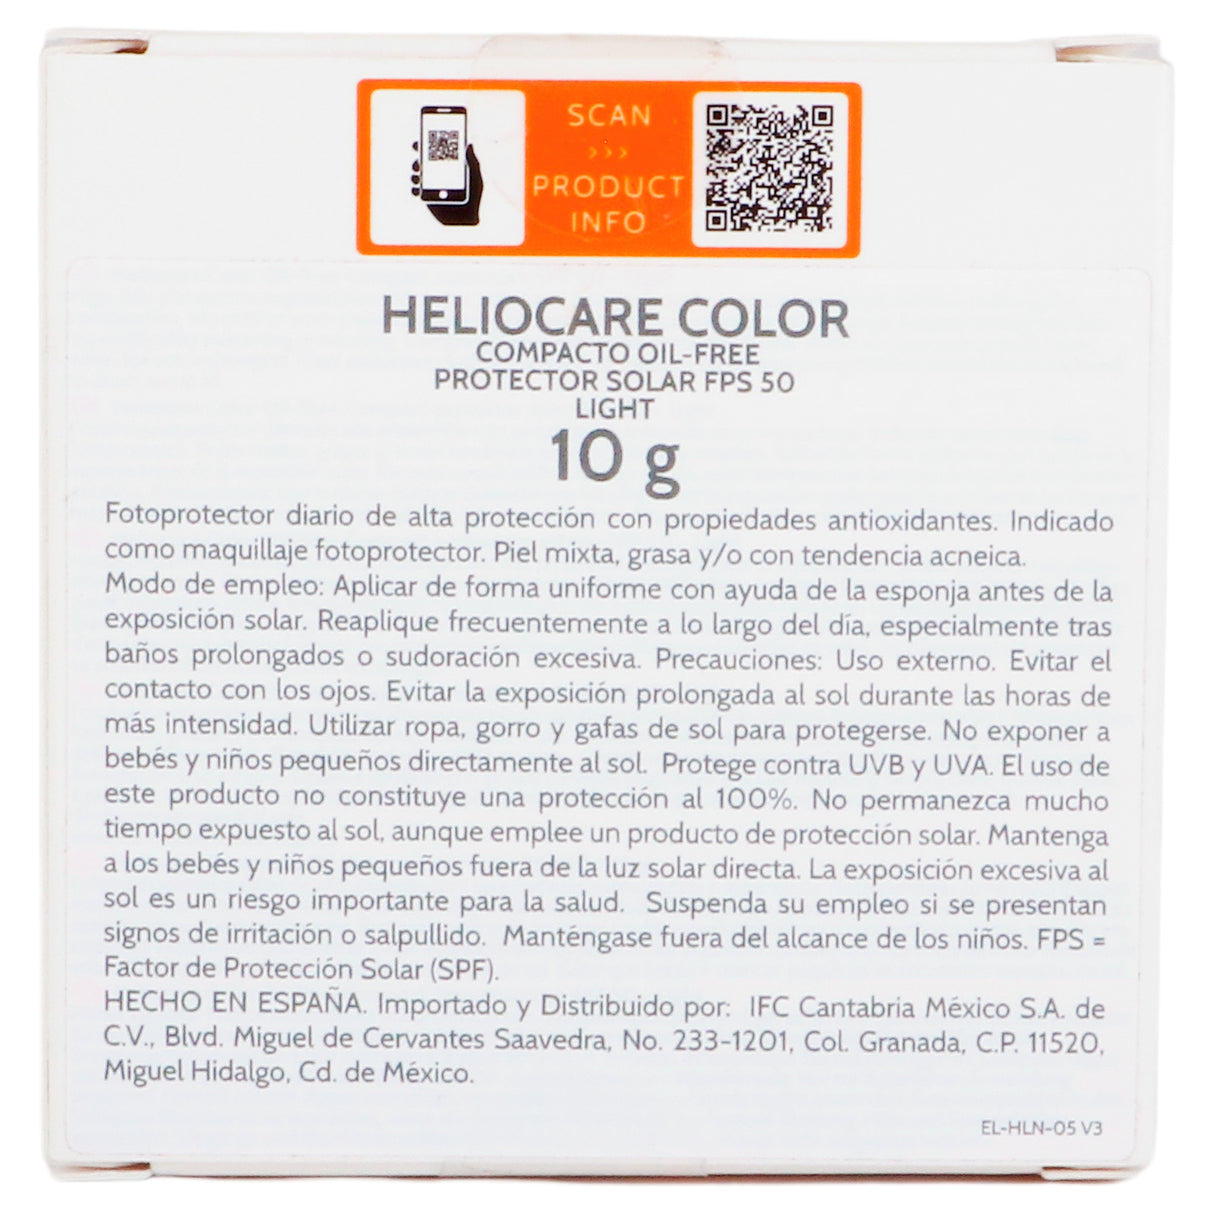 SCAN
›››
PRODUCT
INFO
HELIOCARE COLOR
COMPACTO OIL-FREE
PROTECTOR SOLAR FPS 50
LIGHT
10 g
Fotoprotector diario de alta protección con propiedades antioxidantes. Indicado
como maquillaje fotoprotector. Piel mixta, grasa y/o con tendencia acneica.
Modo de empleo: Aplicar de forma uniforme con ayuda de la esponja antes de la
exposición solar. Reaplique frecuentemente a lo largo del día, especialmente tras
baños prolongados o sudoración excesiva. Precauciones: Uso externo. Evitar el
contacto con los ojos. Evitar la exposición prolongada al sol durante las horas de
más intensidad. Utilizar ropa, gorro y gafas de sol para protegerse. No exponer a
bebés y niños pequeños directamente al sol. Protege contra UVB y UVA. El uso de
este producto no constituye una protección al 100%. No permanezca mucho
tiempo expuesto al sol, aunque emplee un producto de protección solar. Mantenga
a los bebés y niños pequeños fuera de la luz solar directa. La exposición excesiva al
sol es un riesgo importante para la salud. Suspenda su empleo si se presentan
signos de irritación o salpullido. Manténgase fuera del alcance de los niños. FPS =
Factor de Protección Solar (SPF).
HECHO EN ESPAÑA. Importado y Distribuido por: IFC Cantabria México S.A. de
C.V., Blvd. Miguel de Cervantes Saavedra, No. 233-1201, Col. Granada, C.P. 11520,
Miguel Hidalgo, Cd. de México.
EL-HLN-05 V3